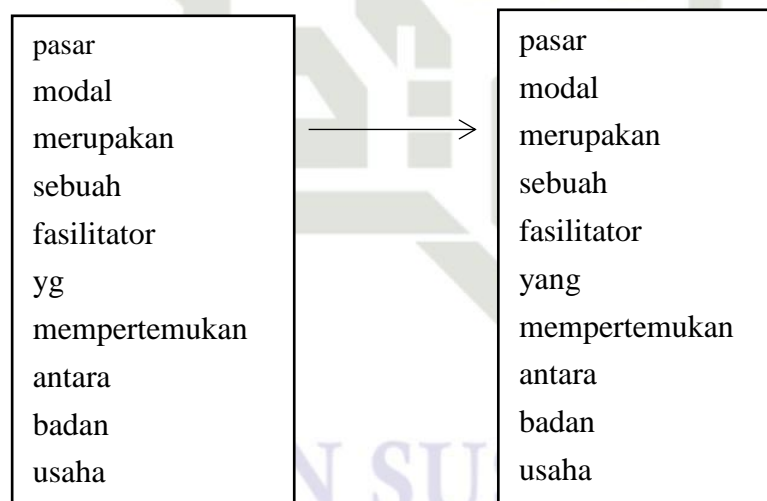 pasar
modal
merupakan
sebuah
fasilitator
yg
mempertemukan
antara
badan
usaha
pasar
modal
merupakan
sebuah
fasilitator
yang
mempertemukan
antara
badan
usaha